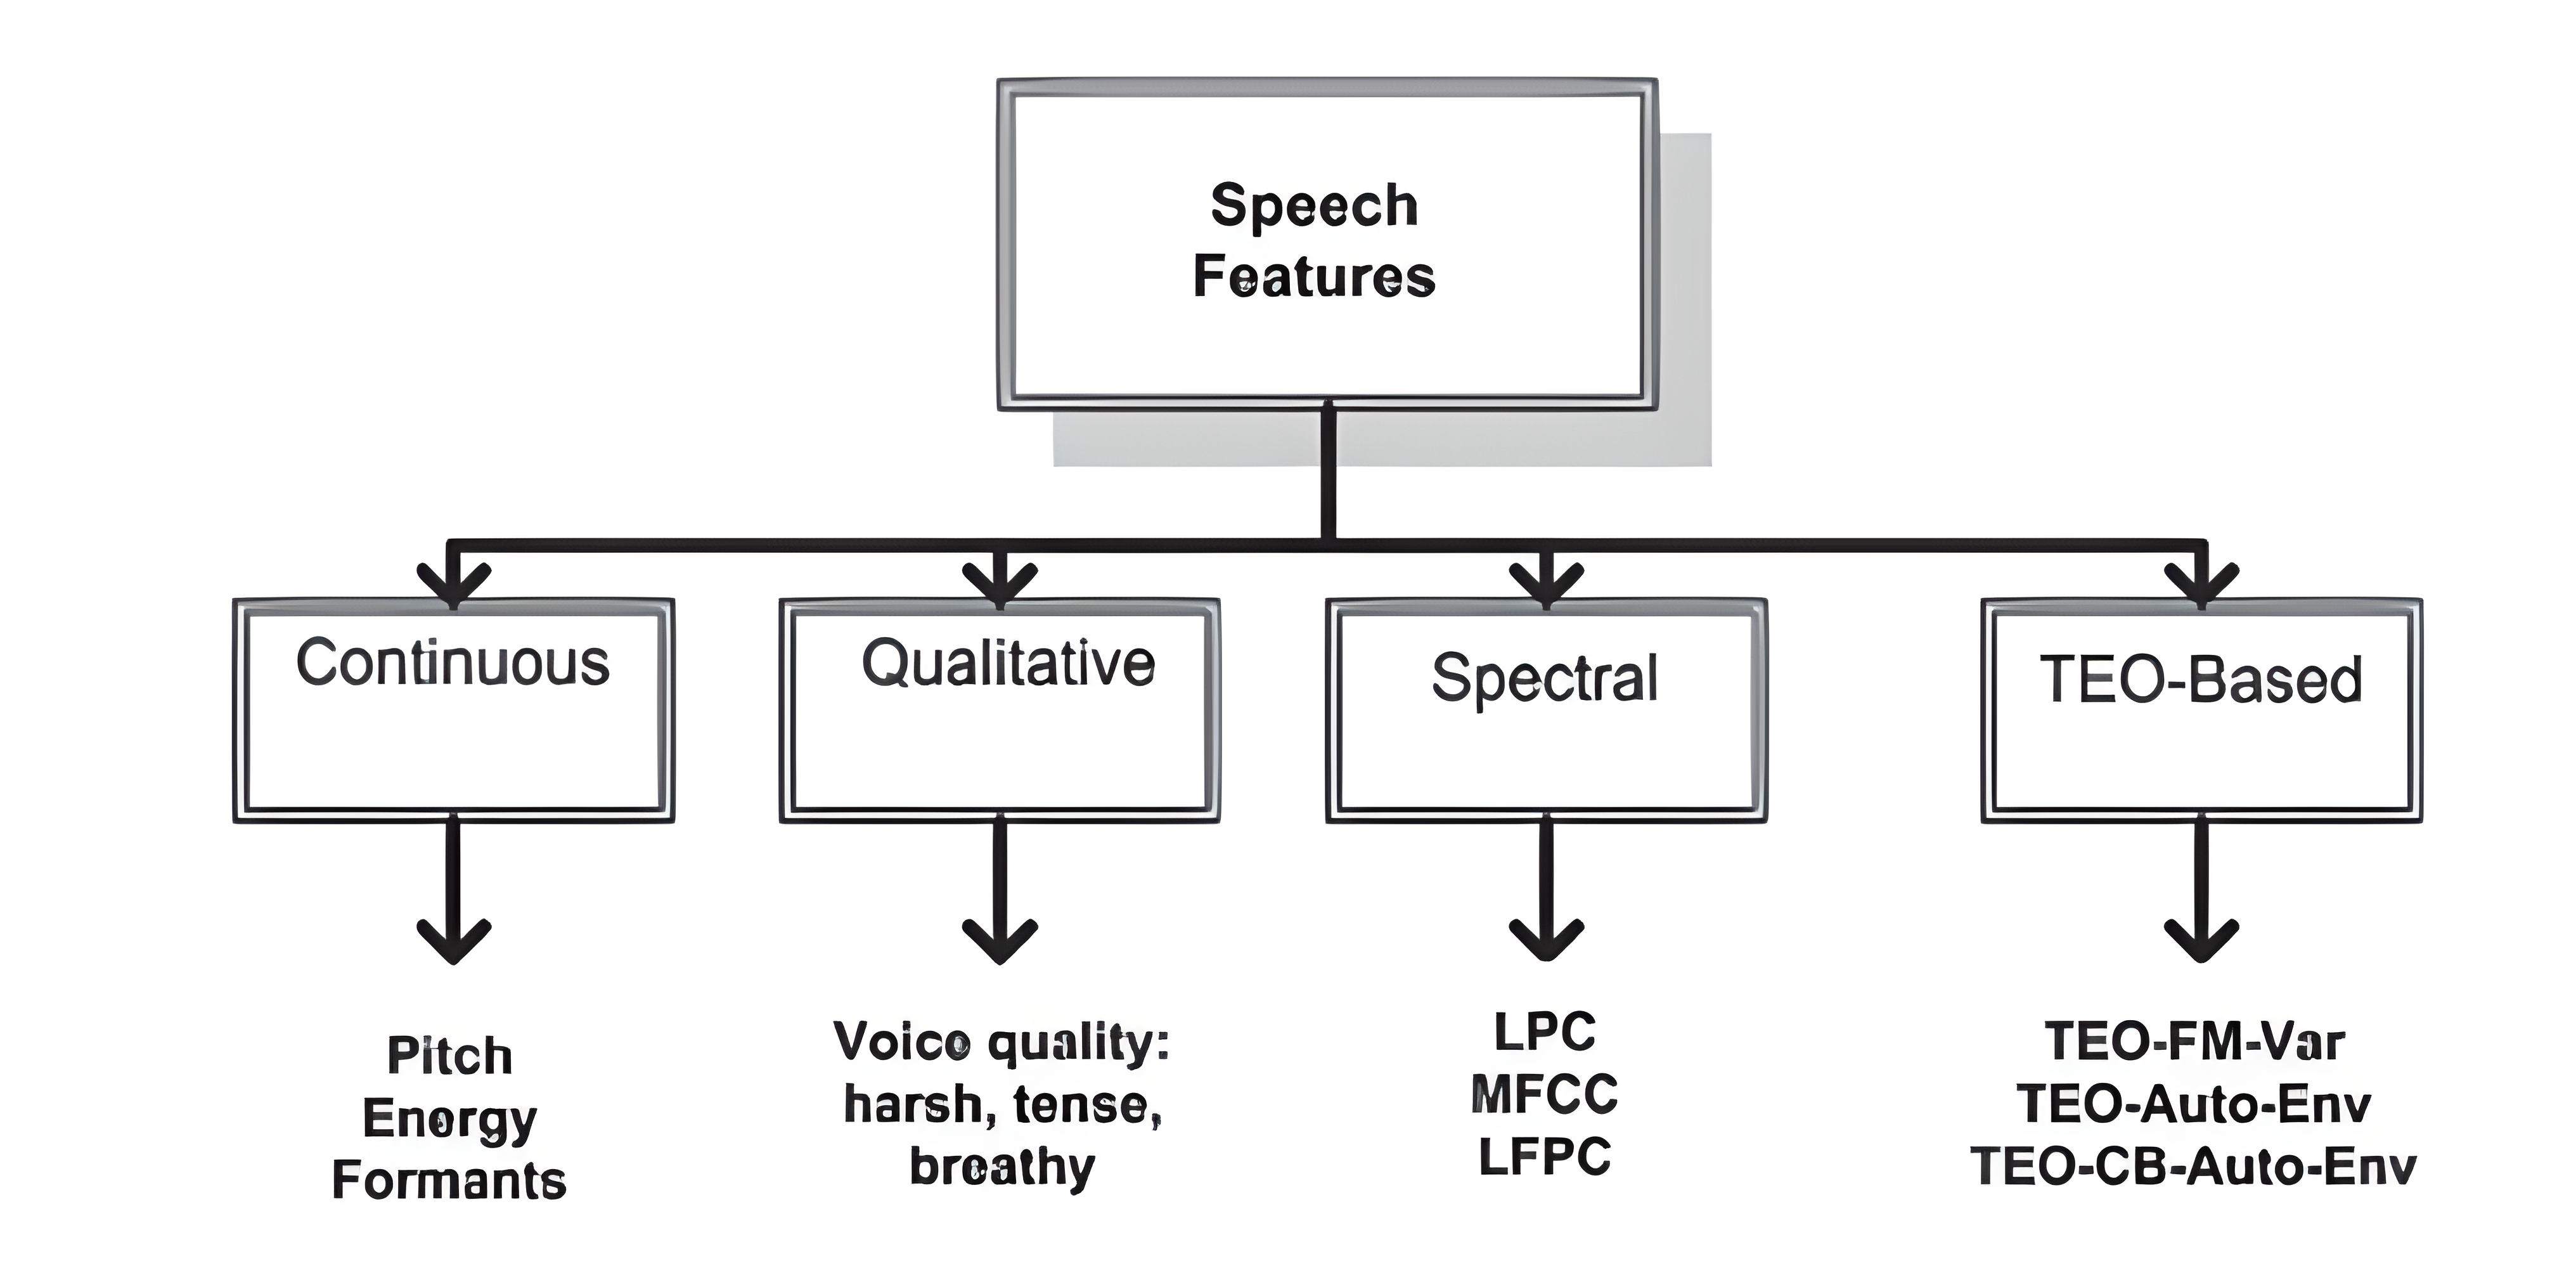 Speech
Features
Continuous
Qualitative
Spectral
TEO-Based
Pitch
Energy
Formants
Voice quality:
harsh, tense,
breathy
LPC
MFCC
LFPC
TEO-FM-Var
TEO-Auto-Env
TEO-CB-Auto-Env